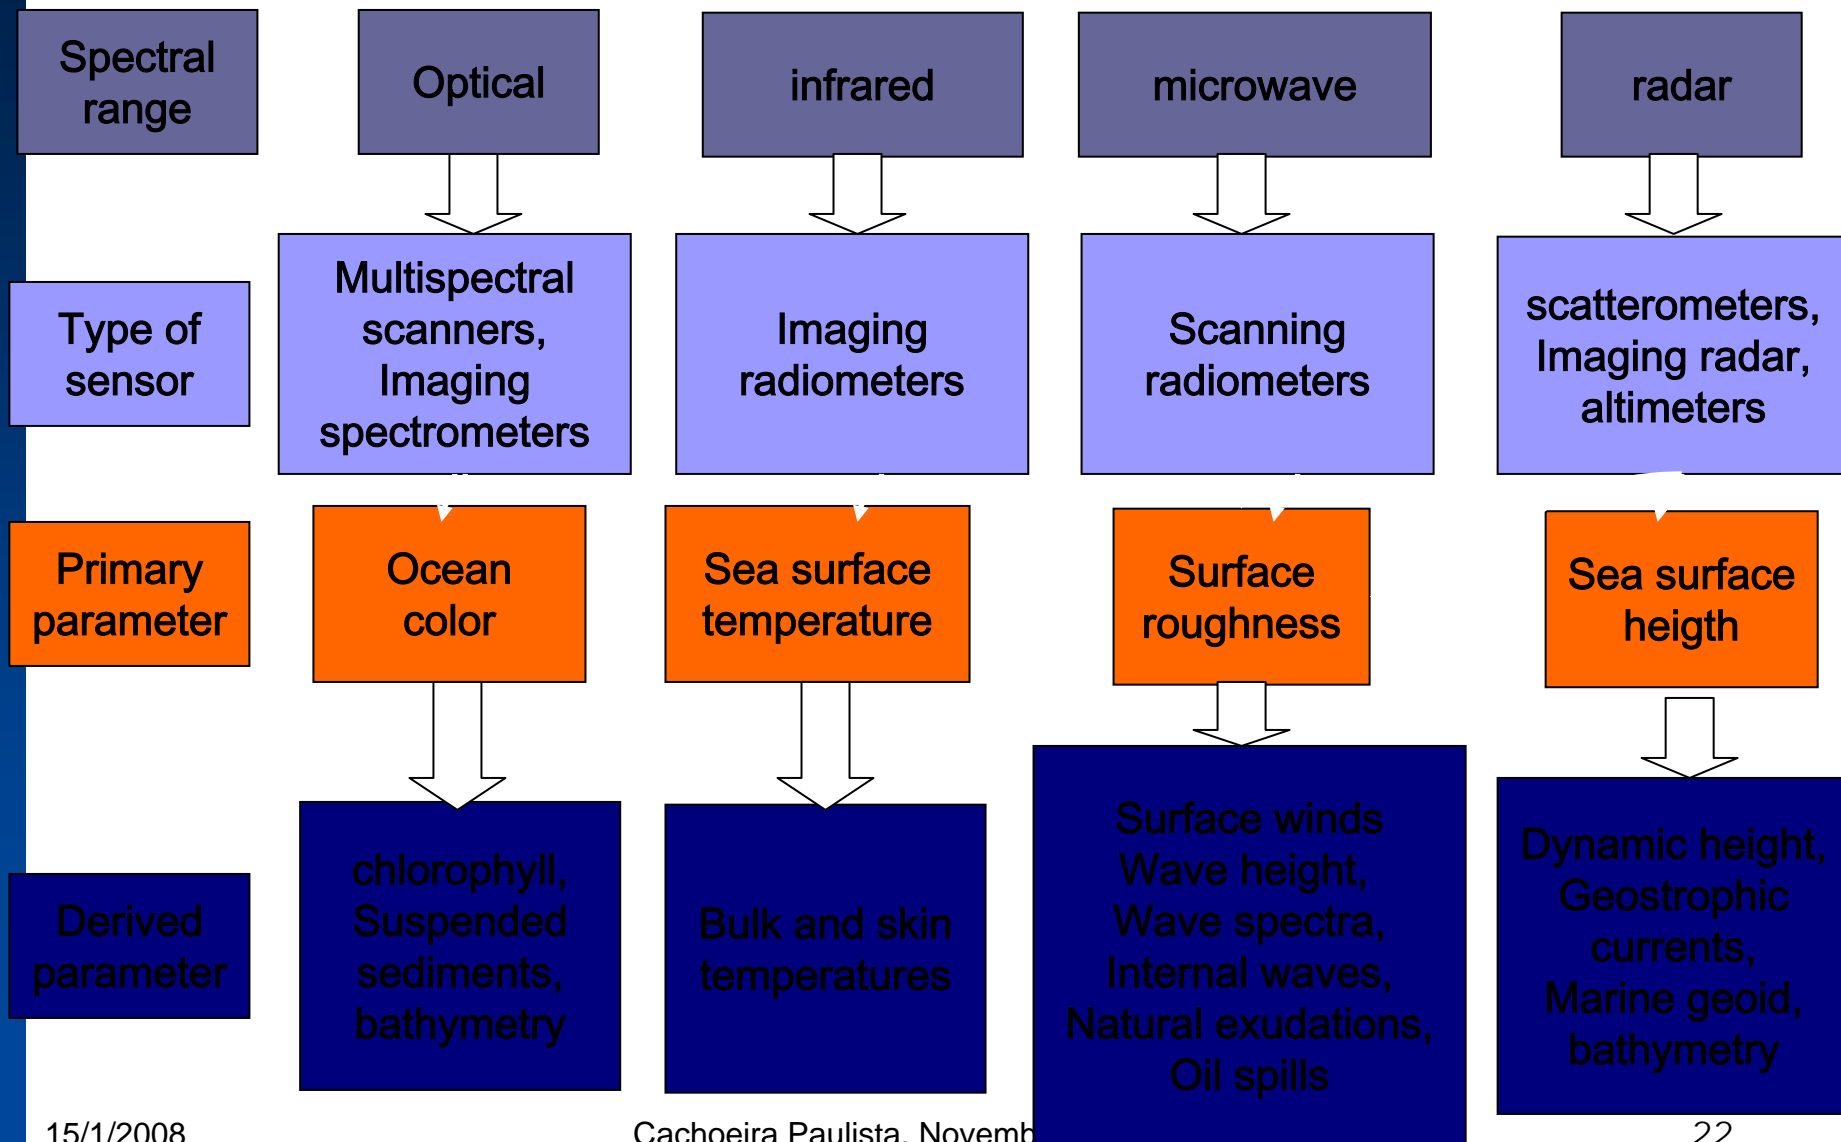 Spectral
range
Optical
infrared
microwave
radar
Type of
sensor
Multispectral
scanners,
Imaging
spectrometers
Imaging
radiometers
Scanning
radiometers
scatterometers,
Imaging radar,
altimeters
Primary
parameter
Ocean
color
Sea surface
temperature
Surface
roughness
Sea surface
heigth
Derived
parameter
chlorophyll,
Suspended
sediments,
bathymetry
Bulk and skin
temperatures
Surface winds
Wave height,
Wave spectra,
Internal waves,
Natural exudations,
Oil spills
Dynamic height,
Geostrophic
currents,
Marine geoid,
bathymetry
15/1/2008
Cachoeira Paulista, Novemb
22